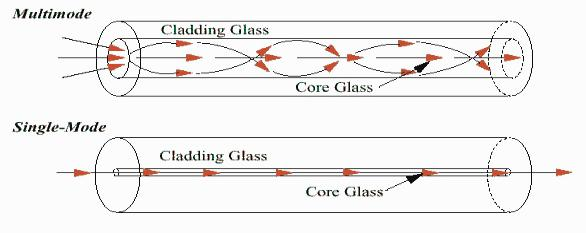 Multimode
Cladding Glass
Core Glass
Single-Mode
Cladding Glass
Core Glass